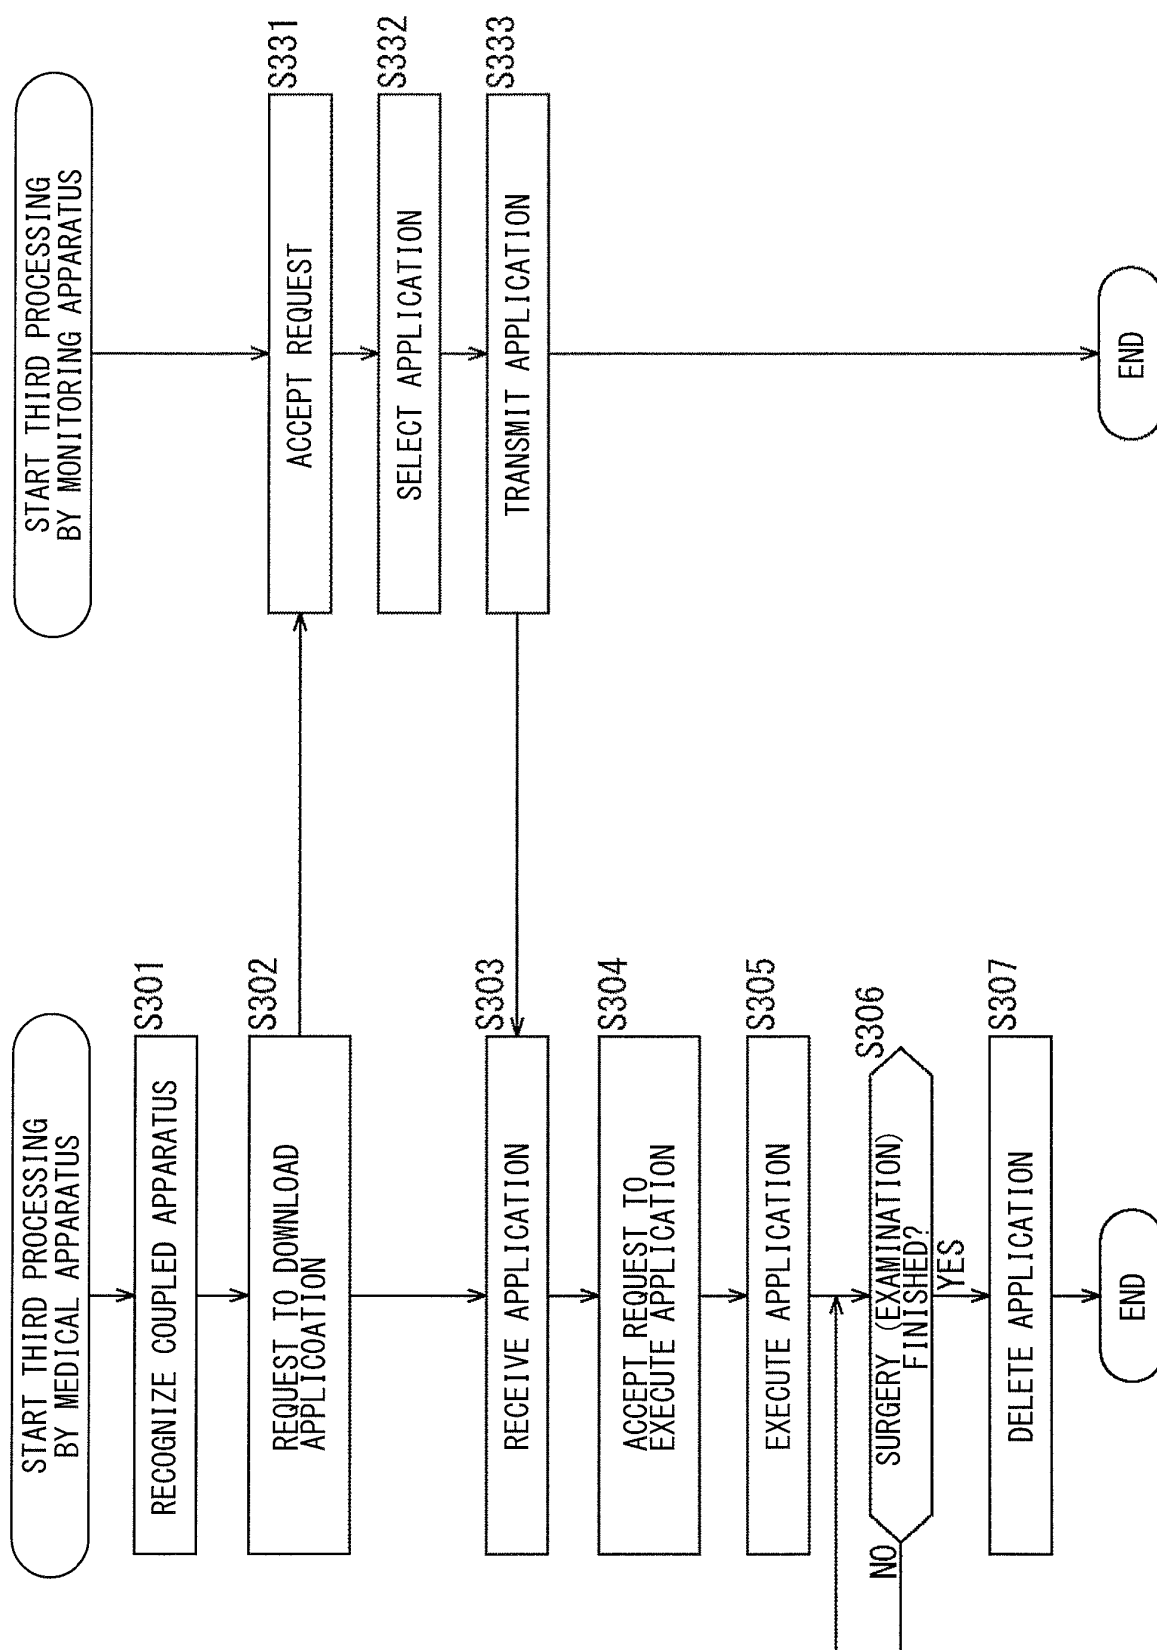 START THIRD PROCESSING
BY MEDICAL APPARATUS
S301
RECOGNIZE COUPLED APPARATUS
S302
REQUEST TO DOWNLOAD
APPLICOATION
S303
RECEIVE APPLICATION
S304
ACCEPT REQUEST TO
EXECUTE APPLICATION
S305
EXECUTE APPLICATION
S306
SURGERY (EXAMINATION)
FINISHED?
NO
YES
S307
DELETE APPLICATION
END
START THIRD PROCESSING
BY MONITORING APPARATUS
S331
ACCEPT REQUEST
S332
SELECT APPLICATION
S333
TRANSMIT APPLICATION
END